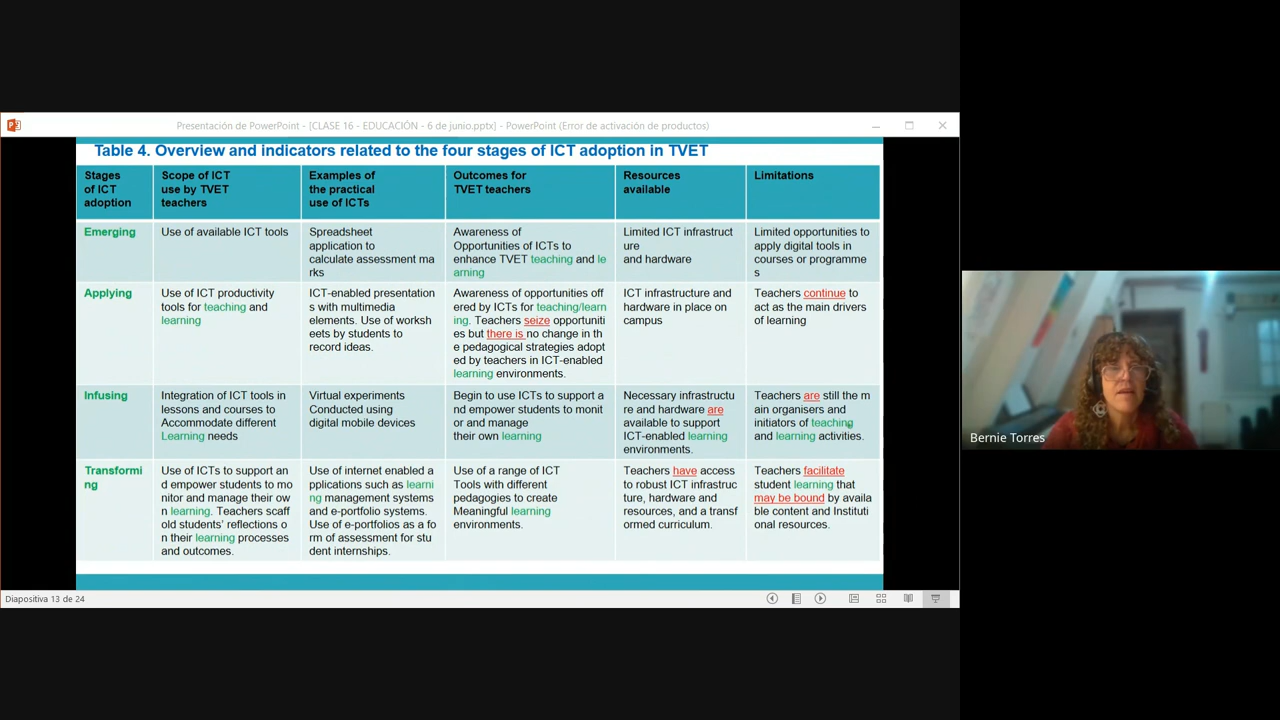 Presentación de PowerPoint - [CLASE 16 - EDUCACIÓN - 6 de junio.pptx] - PowerPoint (Error de activación de productos)
Table 4. Overview and indicators related to the four stages of ICT adoption in TVET
Stages
of ICT
adoption
Scope of ICT
use by TVET
teachers
Examples of
the practical
use of ICTs
Outcomes for
TVET teachers
Resources
available
Limitations
Emerging
Use of available ICT tools
Spreadsheet
application to
calculate assessment ma
rks
Awareness of
Opportunities of ICTs to
enhance TVET teaching and le
arning
Limited ICT infrastruct
ure
and hardware
Limited opportunities to
apply digital tools in
courses or programme
s
Applying
Use of ICT productivity
tools for teaching and
learning
ICT-enabled presentation
s with multimedia
elements. Use of worksh
eets by students to
record ideas.
Awareness of opportunities off
ered by ICTs for teaching/learn
ing. Teachers seize opportuniti
es but there is no change in th
e pedagogical strategies adopt
ed by teachers in ICT-enabled
learning environments.
ICT infrastructure and
hardware in place on
campus
Teachers continue to
act as the main drivers
of learning
Infusing
Integration of ICT tools in
lessons and courses to
Accommodate different
Learning needs
Virtual experiments
Conducted using
digital mobile devices
Begin to use ICTs to support a
nd empower students to monit
or and manage
their own learning
Necessary infrastructu
re and hardware are
available to support
ICT-enabled learning
environments.
Teachers are still the m
ain organisers and
initiators of teaching
and learning activities.
Transformi
ng
Use of ICTs to support an
d empower students to mo
nitor and manage their ow
n learning. Teachers scaff
old students' reflections o
n their learning processes
and outcomes.
Use of internet enabled a
pplications such as learni
ng management systems
and e-portfolio systems.
Use of e-portfolios as a fo
rm of assessment for stu
dent internships.
Use of a range of ICT
Tools with different
pedagogies to create
Meaningful learning
environments.
Teachers have access
to robust ICT infrastruc
ture, hardware and
resources, and a transf
ormed curriculum.
Teachers facilitate
student learning that
may be bound by availa
ble content and Instituti
onal resources.
Diapositiva 13 de 24
Bernie Torres